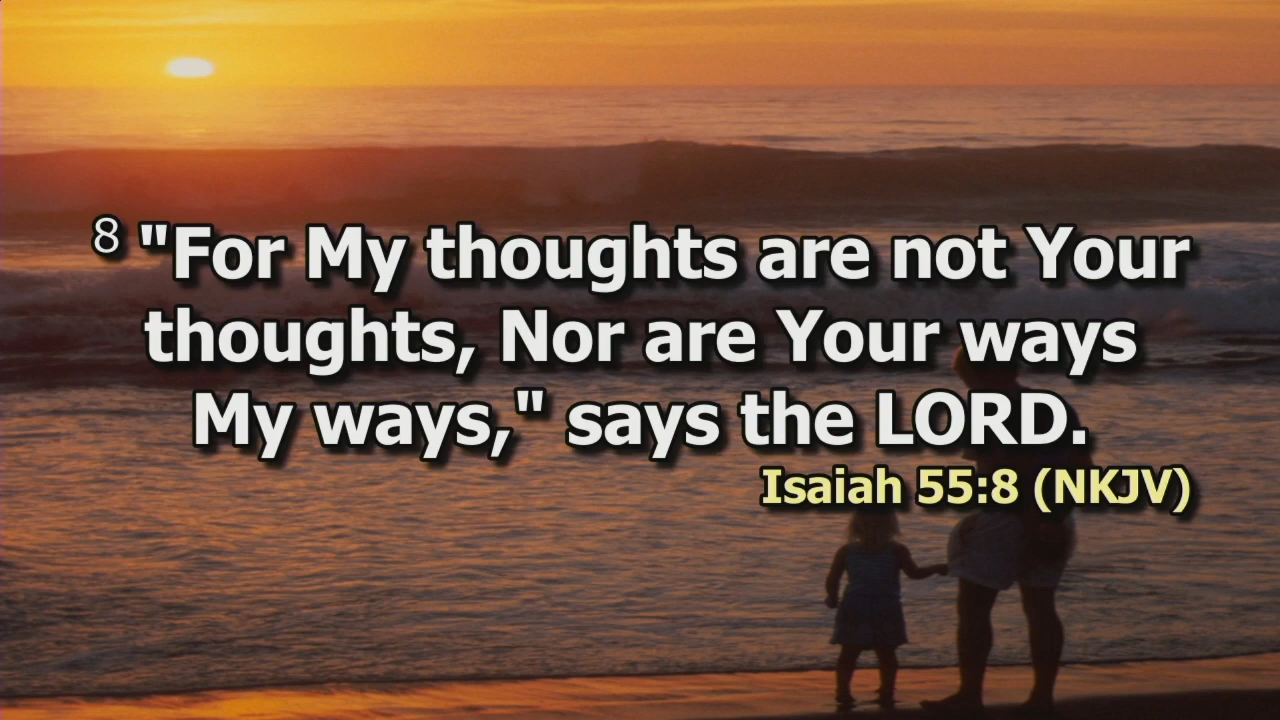 8 "For My thoughts are not Your
thoughts, Nor are Your ways
My ways," says the LORD.
Isaiah 55:8 (NKJV)